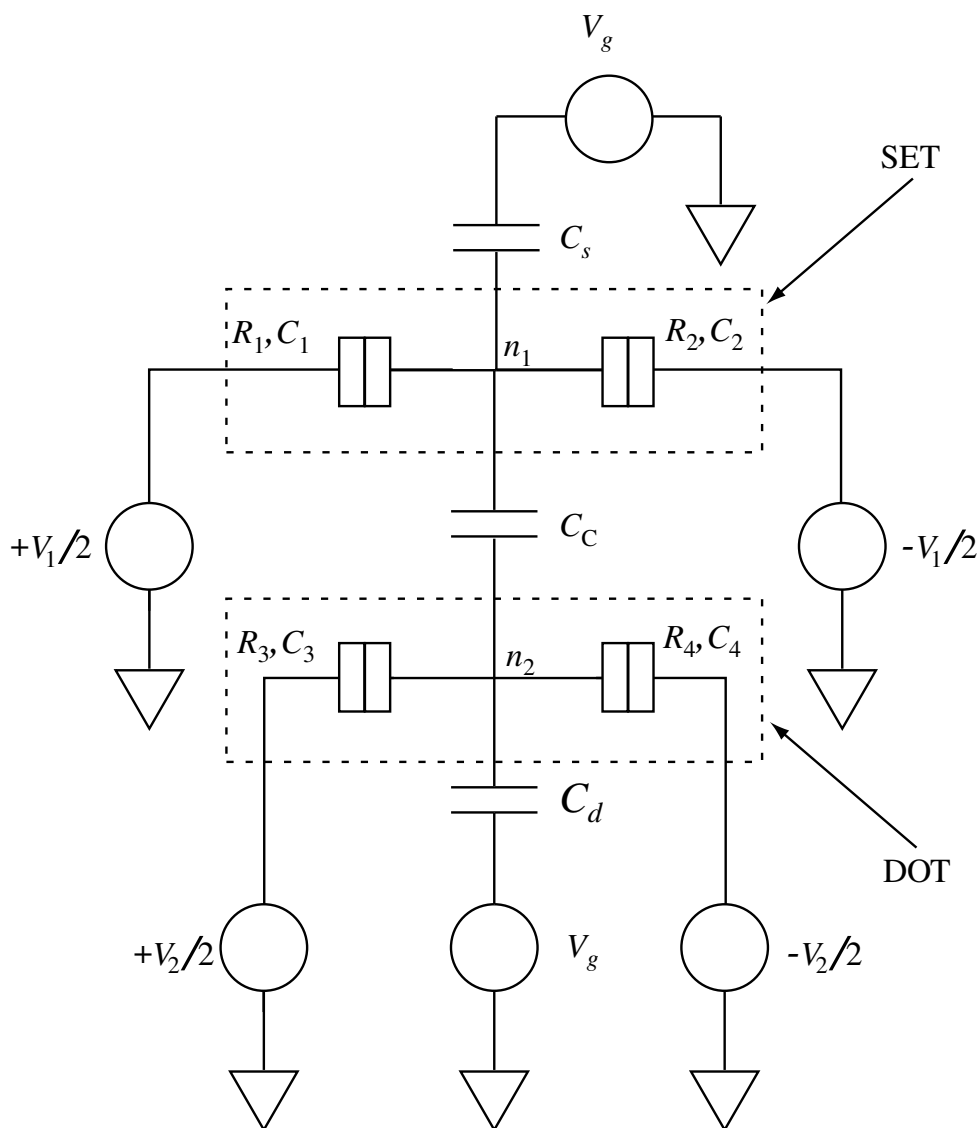 V_g
SET
C_s
R_1, C_1
n_1
R_2, C_2
+V_1/2
C_C
-V_1/2
R_3, C_3
n_2
R_4, C_4
C_d
DOT
+V_2/2
V_g
-V_2/2